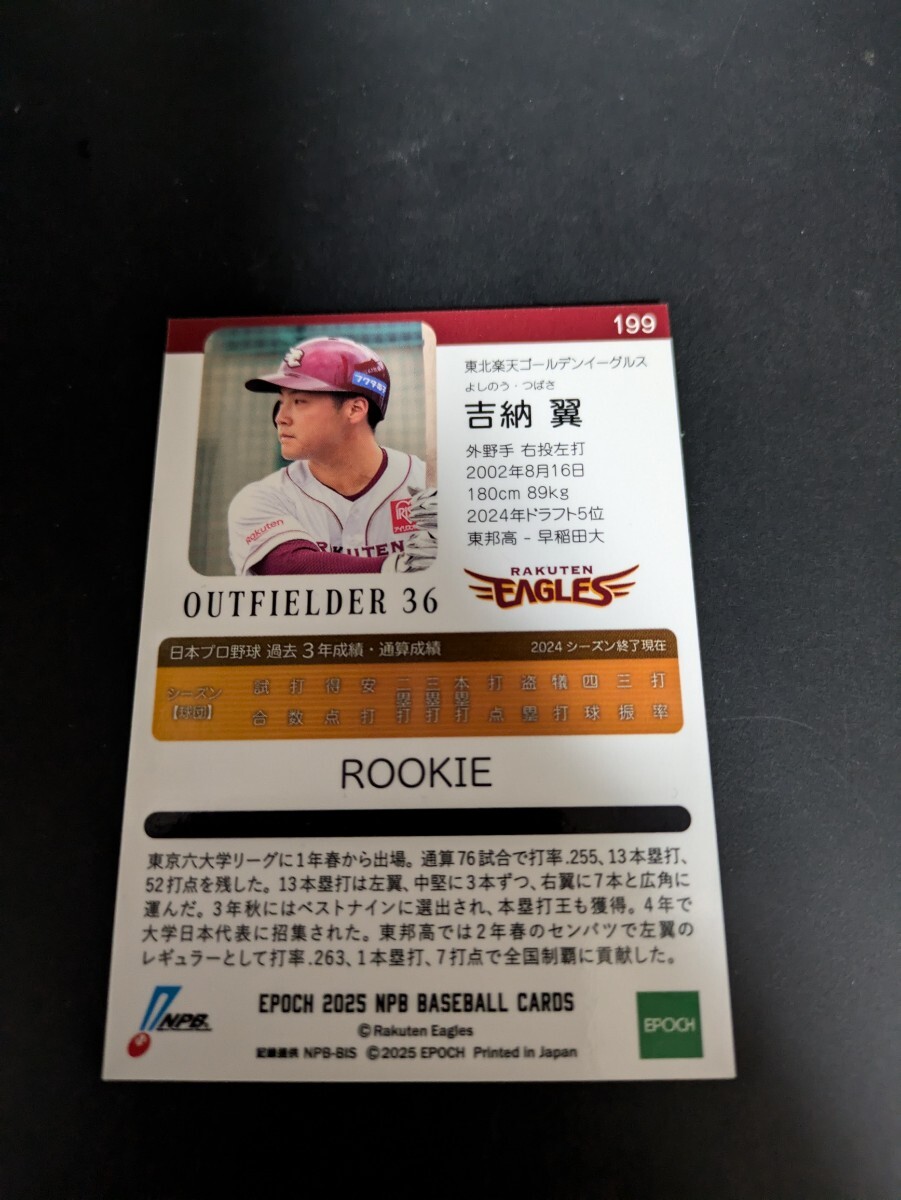 199
東北楽天ゴールデンイーグルス
よしのう・つばさ
吉納 翼
外野手 右投左打
2002年8月16日
180cm 89kg
2024年ドラフト5位
東邦高 - 早稲田大
Rakuten
RAKUTEN
RAKUTEN
EAGLES
OUTFIELDER 36
日本プロ野球 過去3年成績・通算成績 2024 シーズン終了現在
シーズン【球団】 試合 打数 得点 安打 二塁打 三塁打 本塁打 打点 盗塁 犠打 四球 三振 打率
ROOKIE
東京六大学リーグに1年春から出場。通算76試合で打率.255、13本塁打、
52打点を残した。13本塁打は左翼、中堅に3本ずつ、右翼に7本と広角に
運んだ。3年秋にはベストナインに選出され、本塁打王も獲得。4年で
大学日本代表に招集された。東邦高では2年春のセンバツで左翼の
レギュラーとして打率.263、1本塁打、7打点で全国制覇に貢献した。
NPB
EPOCH 2025 NPB BASEBALL CARDS
©Rakuten Eagles
記録提供 NPB-BIS ©2025 EPOCH Printed in Japan
EPOCH